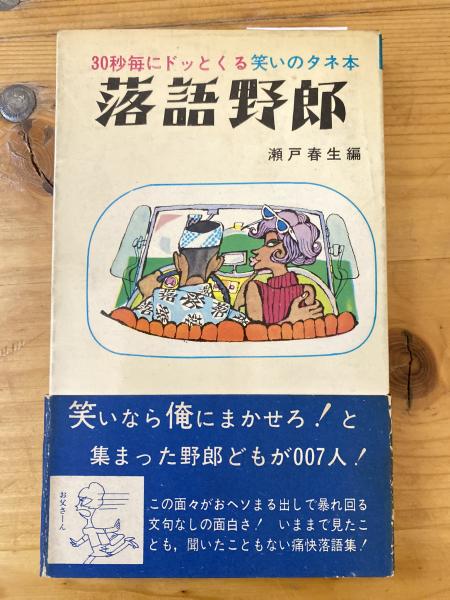 30秒毎にドッとくる笑いのタネ本
落語野郎
瀬戸春生編
笑いなら俺にまかせろ！と
集まった野郎どもが007人！
お父さーん
この面々がおヘソまる出しで暴れ回る
文句なしの面白さ！いままで見たこ
とも，聞いたこともない痛快落語集！